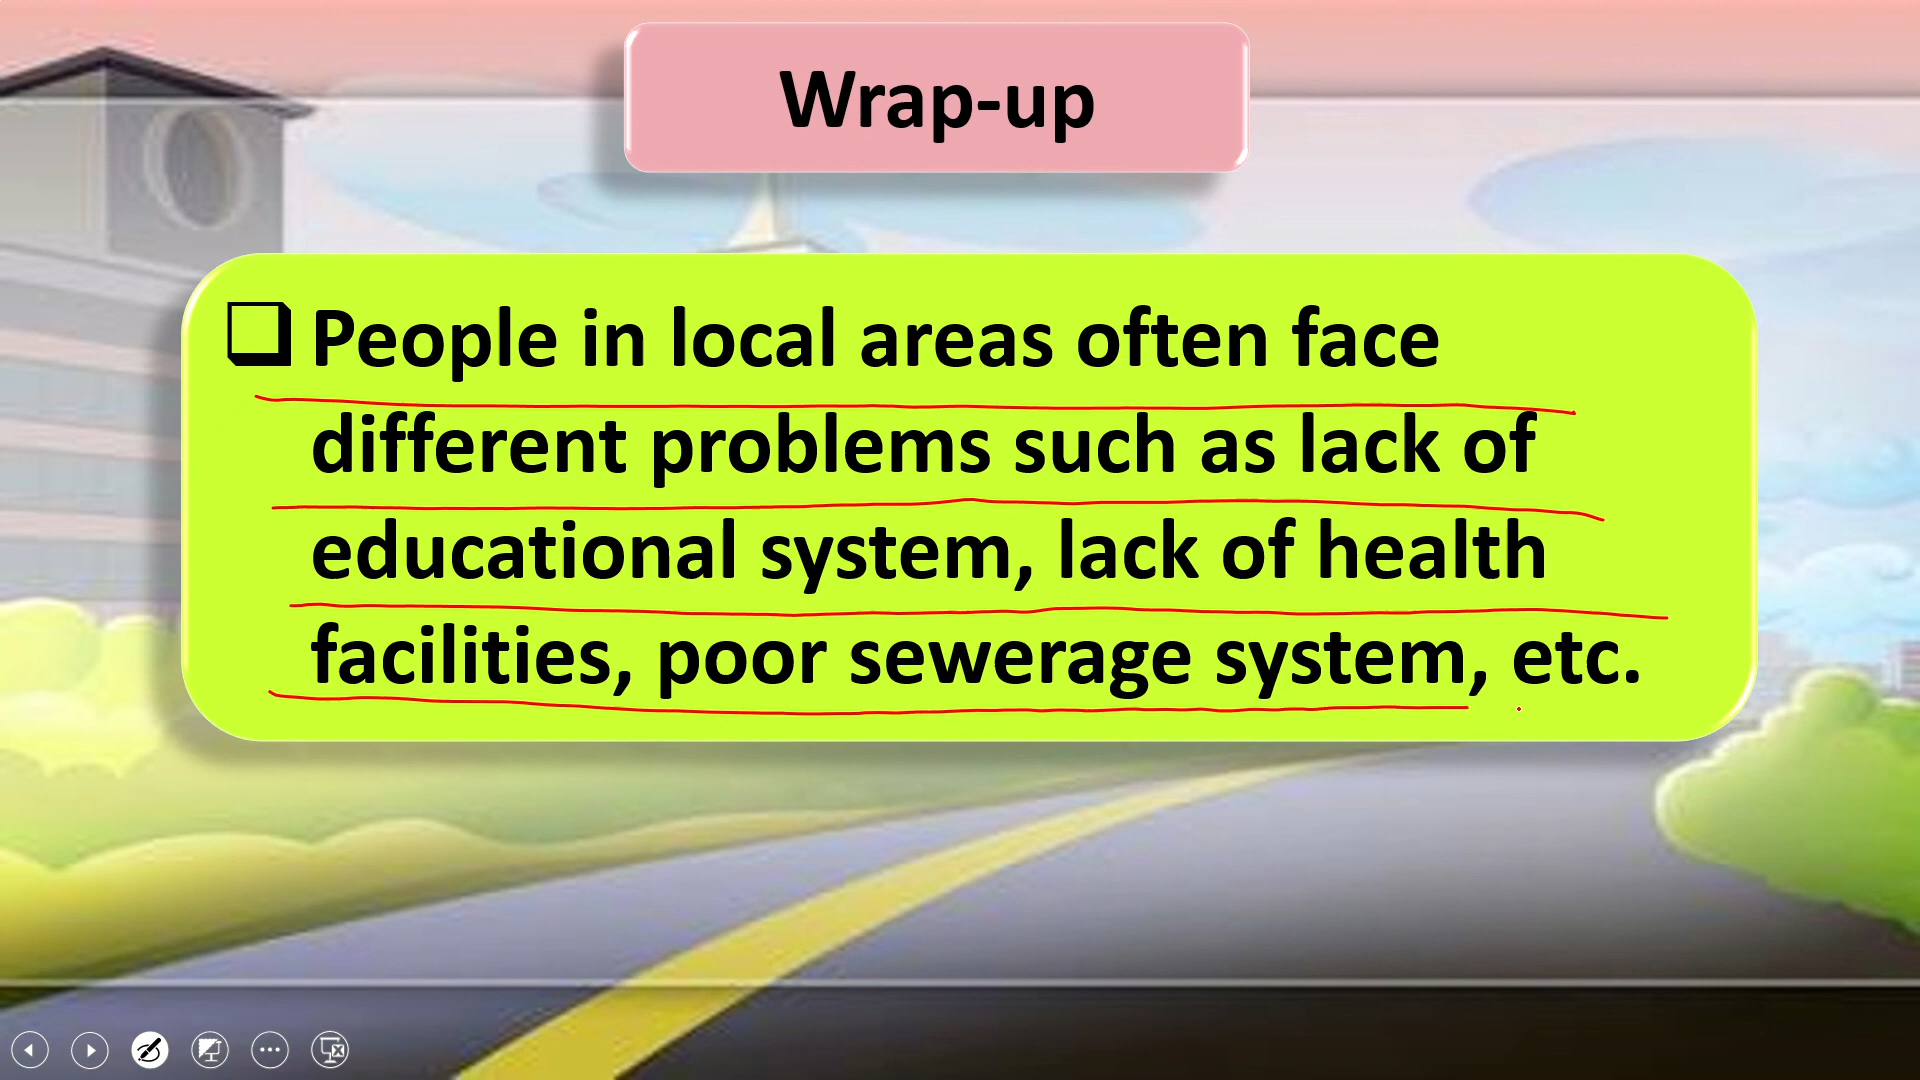 Wrap-up
❑ People in local areas often face
different problems such as lack of
educational system, lack of health
facilities, poor sewerage system, etc.